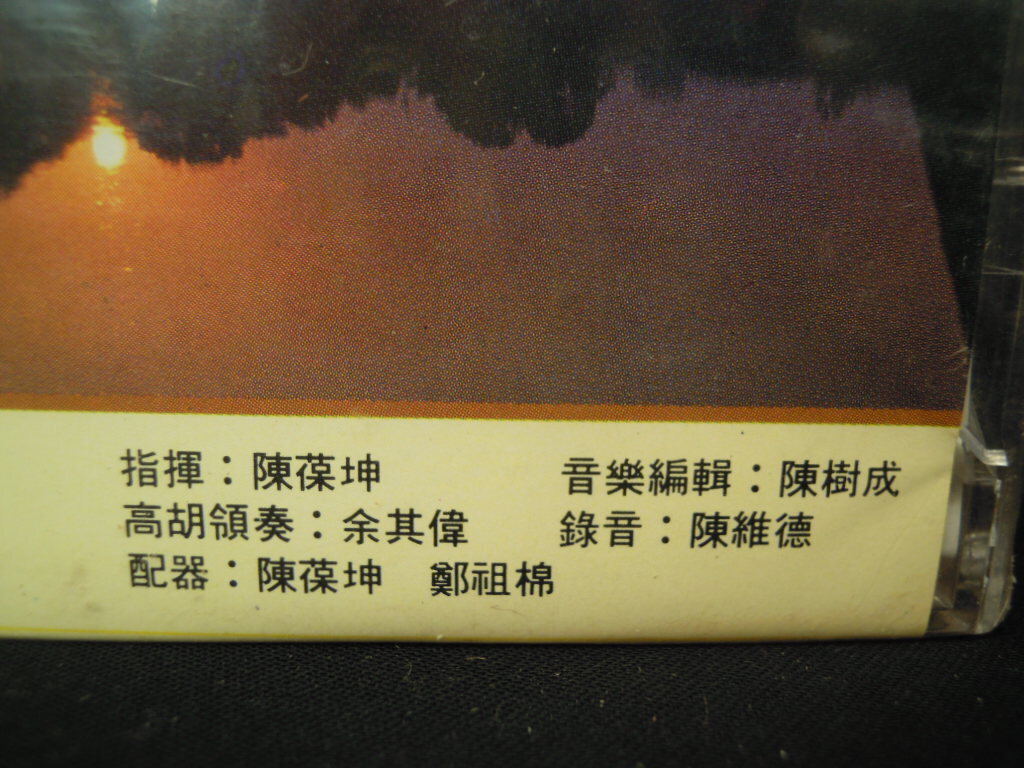 指揮：陳葆坤
高胡領奏：余其偉
配器：陳葆坤 鄭祖棉
音樂編輯：陳樹成
錄音：陳維德